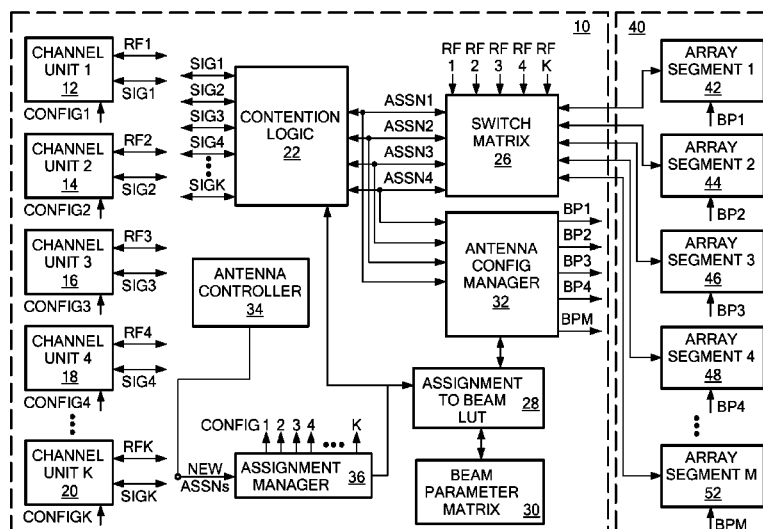 10
40
CHANNEL UNIT 1
12
RF1
SIG1
CONFIG1
CHANNEL UNIT 2
14
RF2
SIG2
CONFIG2
CHANNEL UNIT 3
16
RF3
SIG3
CONFIG3
CHANNEL UNIT 4
18
RF4
SIG4
CONFIG4
CHANNEL UNIT K
20
RFK
SIGK
CONFIGK
SIG1
SIG2
SIG3
SIG4
SIGK
CONTENTION LOGIC
22
ASSN1
ASSN2
ASSN3
ASSN4
RF RF RF RF RF
1 2 3 4 K
SWITCH MATRIX
26
ANTENNA CONFIG MANAGER
32
BP1
BP2
BP3
BP4
BPM
ANTENNA CONTROLLER
34
CONFIG 1 2 3 4 K
NEW ASSNs
ASSIGNMENT MANAGER
36
ASSIGNMENT TO BEAM LUT
28
BEAM PARAMETER MATRIX
30
ARRAY SEGMENT 1
42
BP1
ARRAY SEGMENT 2
44
BP2
ARRAY SEGMENT 3
46
BP3
ARRAY SEGMENT 4
48
BP4
ARRAY SEGMENT M
52
BPM